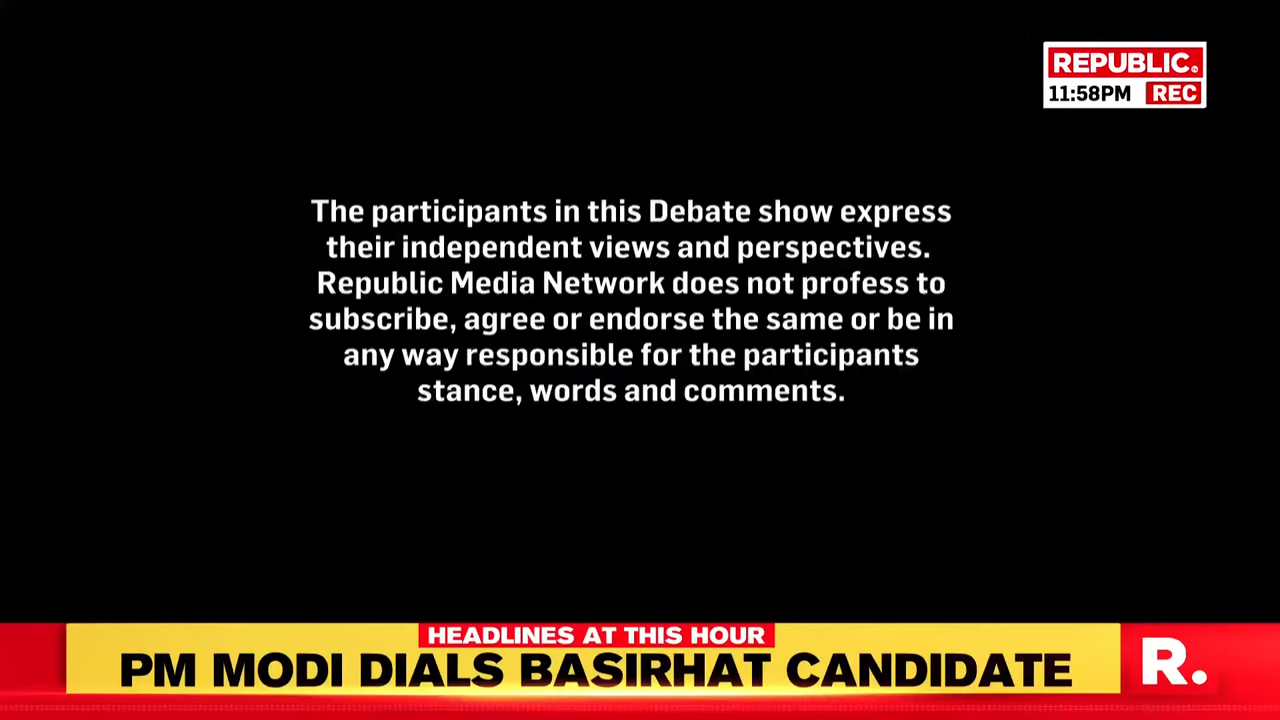 REPUBLIC.
11:58PM REC
The participants in this Debate show express
their independent views and perspectives.
Republic Media Network does not profess to
subscribe, agree or endorse the same or be in
any way responsible for the participants
stance, words and comments.
HEADLINES AT THIS HOUR
PM MODI DIALS BASIRHAT CANDIDATE
R.